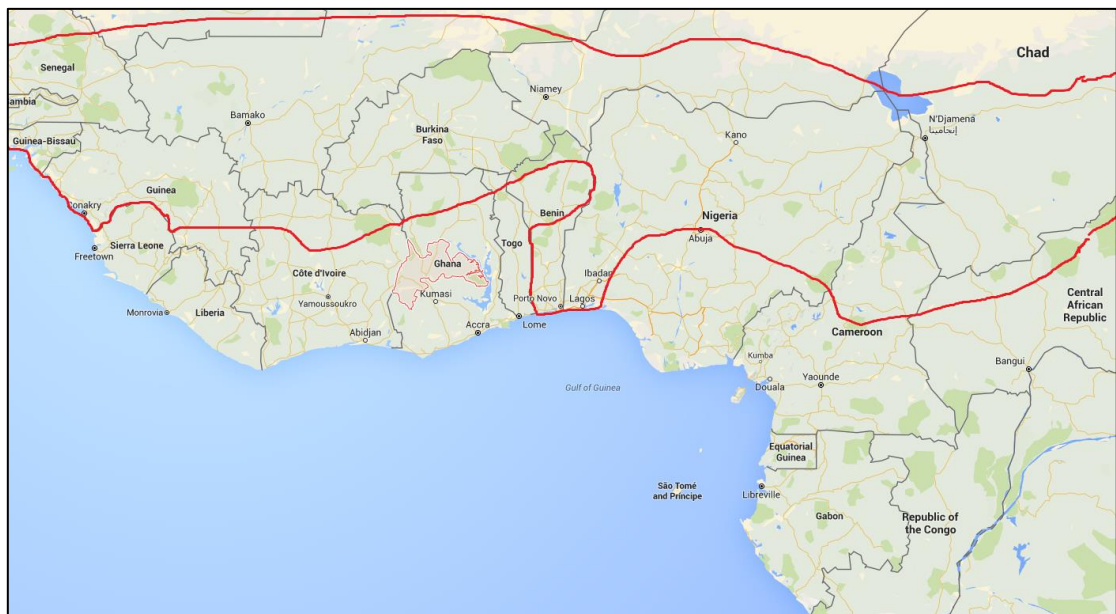 Chad
Senegal
ambia
Niamey
Bamako
N'Djamena
إنجامينا
Burkina
Faso
Kano
Guinea-Bissau
Guinea
Conakry
Benin
Nigeria
Abuja
Sierra Leone
Freetown
Togo
Ghana
Côte d'Ivoire
Ibadan
Central
African
Republic
Yamoussoukro
Kumasi
Porto Novo
Lagos
Monrovia
Liberia
Accra
Lome
Cameroon
Abidjan
Kumba
Bangui
Gulf of Guinea
Douala
Yaounde
Equatorial
Guinea
São Tomé
and Príncipe
Libreville
Gabon
Republic of
the Congo